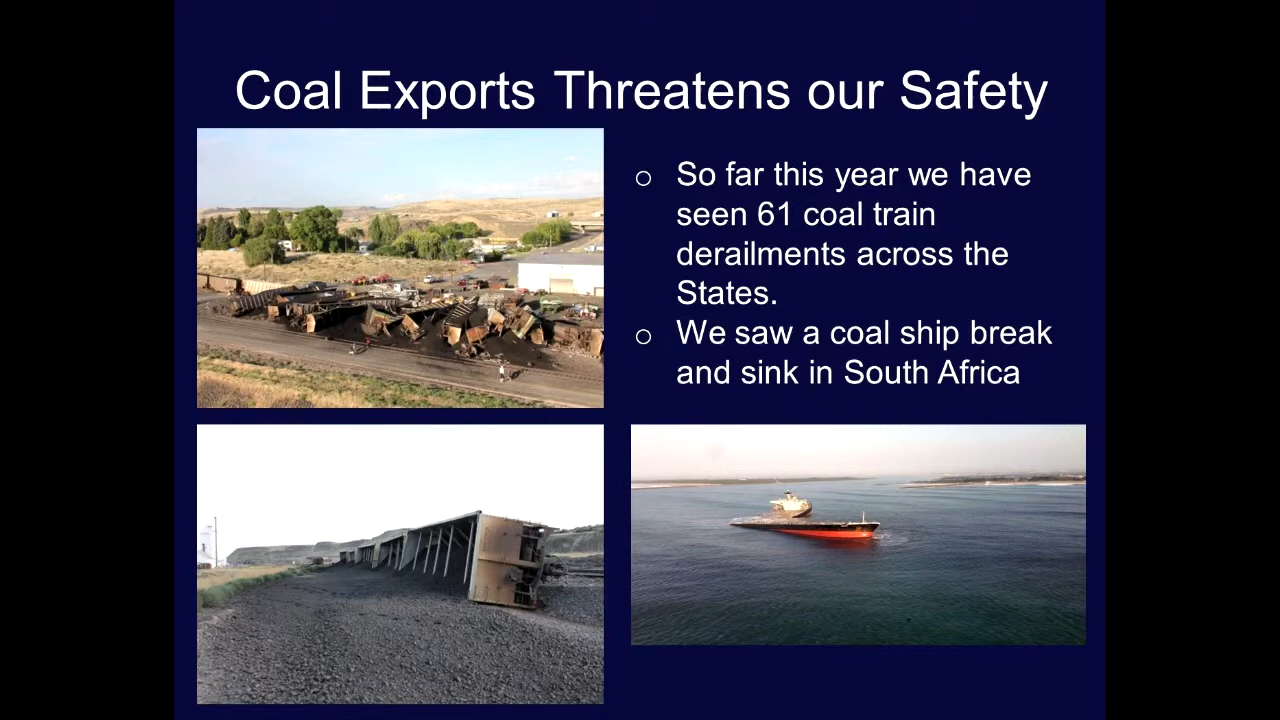 Coal Exports Threatens our Safety
o So far this year we have
seen 61 coal train
derailments across the
States.
o We saw a coal ship break
and sink in South Africa